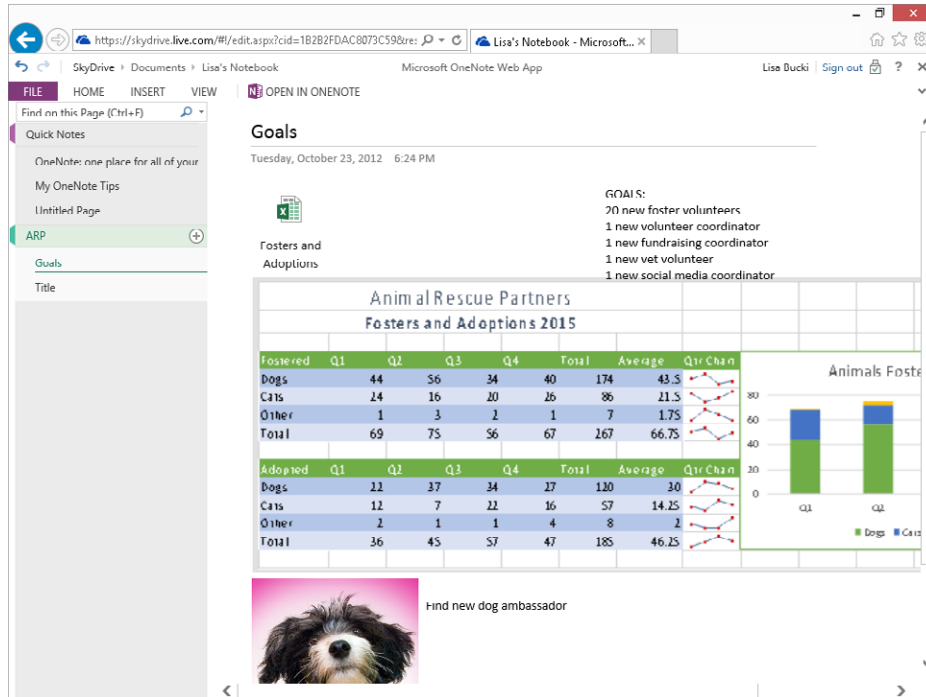 https://skydrive.live.com/#!/edit.aspx?cid=1B2B2FDAC8073C59&re:
Lisa's Notebook - Microsoft...
SkyDrive Documents Lisa's Notebook Microsoft OneNote Web App Lisa Bucki Sign out ?
FILE HOME INSERT VIEW OPEN IN ONENOTE
Find on this Page (Ctrl+F)
Quick Notes
OneNote: one place for all of your
My OneNote Tips
Untitled Page
ARP
Goals
Title
Goals
Tuesday, October 23, 2012 6:24 PM
Fosters and
Adoptions
GOALS:
20 new foster volunteers
1 new volunteer coordinator
1 new fundraising coordinator
1 new vet volunteer
1 new social media coordinator
Animal Rescue Partners
Fosters and Adoptions 2015
Fostered Q1 Q2 Q3 Q4 Total Average Qtr Chart
Dogs 44 56 34 40 174 43.5
Cats 24 16 20 26 86 21.5
Other 1 3 2 1 7 1.75
Total 69 75 56 67 267 66.75
Adopted Q1 Q2 Q3 Q4 Total Average Qtr Chart
Dogs 22 37 34 27 120 30
Cats 12 7 22 16 57 14.25
Other 2 1 1 4 8 2
Total 36 45 57 47 185 46.25
Animals Foste
80
60
40
20
0
Q1 Q2
Dogs Cats
Find new dog ambassador